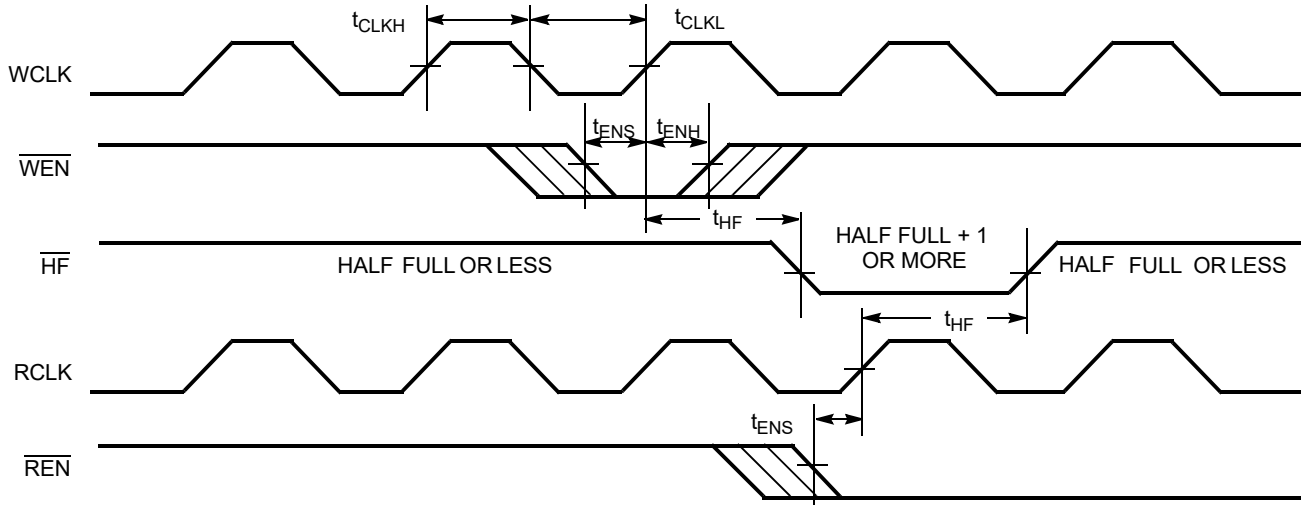 tCLKH tCLKL
WCLK
tENS tENH
WEN
tHF
HALF FULL + 1
OR MORE
HF
HALF FULL OR LESS
HALF FULL OR LESS
tHF
RCLK
tENS
REN